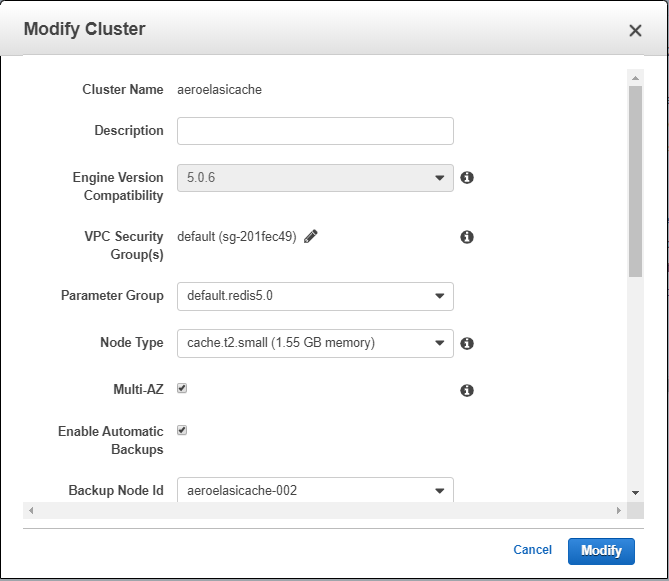 Modify Cluster
Cluster Name aeroelasicache
Description
Engine Version
Compatibility
5.0.6
VPC Security
Group(s)
default (sg-201fec49)
Parameter Group default.redis5.0
Node Type cache.t2.small (1.55 GB memory)
Multi-AZ
Enable Automatic
Backups
Backup Node Id aeroelasicache-002
Cancel Modify